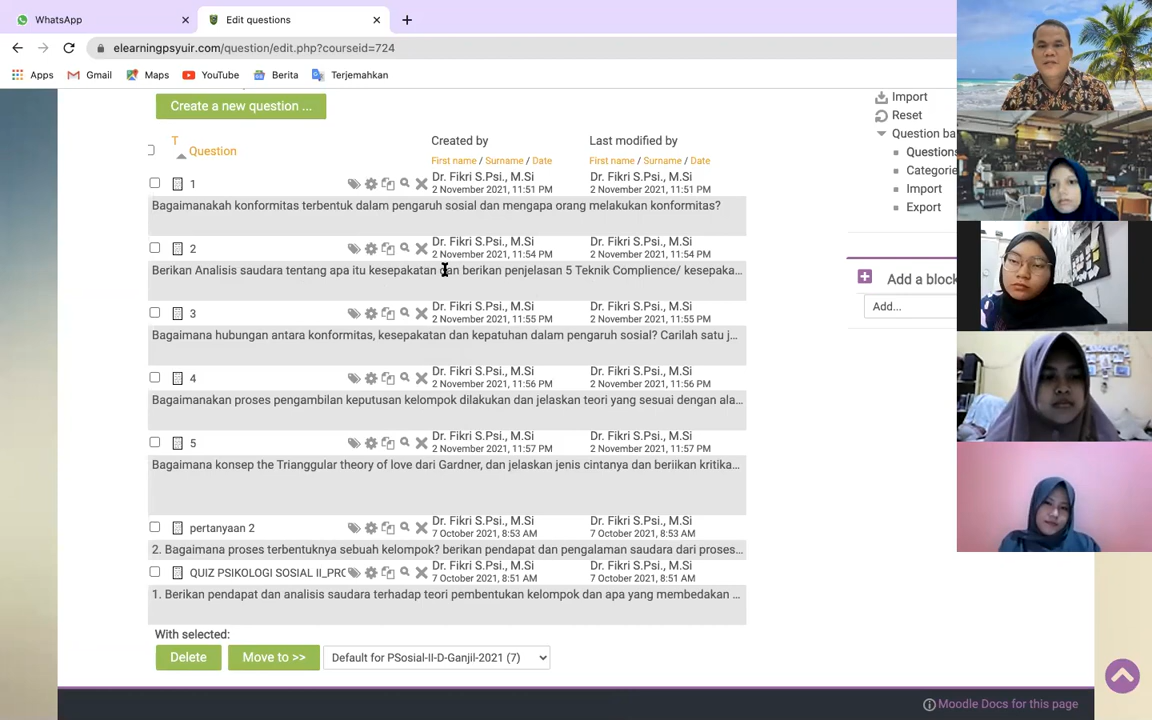 WhatsApp
Edit questions
elearningpsyuir.com/question/edit.php?courseid=724
Apps Gmail Maps YouTube Berita Terjemahkan
Create a new question ...
T
Question
Created by
First name / Surname / Date
Last modified by
First name / Surname / Date
1
Dr. Fikri S.Psi., M.Si
2 November 2021, 11:51 PM
Dr. Fikri S.Psi., M.Si
2 November 2021, 11:51 PM
Bagaimanakah konformitas terbentuk dalam pengaruh sosial dan mengapa orang melakukan konformitas?
2
Dr. Fikri S.Psi., M.Si
2 November 2021, 11:54 PM
Dr. Fikri S.Psi., M.Si
2 November 2021, 11:54 PM
Berikan Analisis saudara tentang apa itu kesepakatan dan berikan penjelasan 5 Teknik Complience/ kesepaka...
3
Dr. Fikri S.Psi., M.Si
2 November 2021, 11:55 PM
Dr. Fikri S.Psi., M.Si
2 November 2021, 11:55 PM
Bagaimana hubungan antara konformitas, kesepakatan dan kepatuhan dalam pengaruh sosial? Carilah satu j...
4
Dr. Fikri S.Psi., M.Si
2 November 2021, 11:56 PM
Dr. Fikri S.Psi., M.Si
2 November 2021, 11:56 PM
Bagaimanakan proses pengambilan keputusan kelompok dilakukan dan jelaskan teori yang sesuai dengan ala...
5
Dr. Fikri S.Psi., M.Si
2 November 2021, 11:57 PM
Dr. Fikri S.Psi., M.Si
2 November 2021, 11:57 PM
Bagaimana konsep the Trianggular theory of love dari Gardner, dan jelaskan jenis cintanya dan beriikan kritika...
pertanyaan 2
Dr. Fikri S.Psi., M.Si
7 October 2021, 8:53 AM
Dr. Fikri S.Psi., M.Si
7 October 2021, 8:53 AM
2. Bagaimana proses terbentuknya sebuah kelompok? berikan pendapat dan pengalaman saudara dari proses...
QUIZ PSIKOLOGI SOSIAL II_PRO
Dr. Fikri S.Psi., M.Si
7 October 2021, 8:51 AM
Dr. Fikri S.Psi., M.Si
7 October 2021, 8:51 AM
1. Berikan pendapat dan analisis saudara terhadap teori pembentukan kelompok dan apa yang membedakan ...
With selected:
Delete
Move to >>
Default for PSosial-II-D-Ganjil-2021 (7)
Import
Reset
Question ba
Questions
Categorie
Import
Export
Add a block
Add...
Moodle Docs for this page